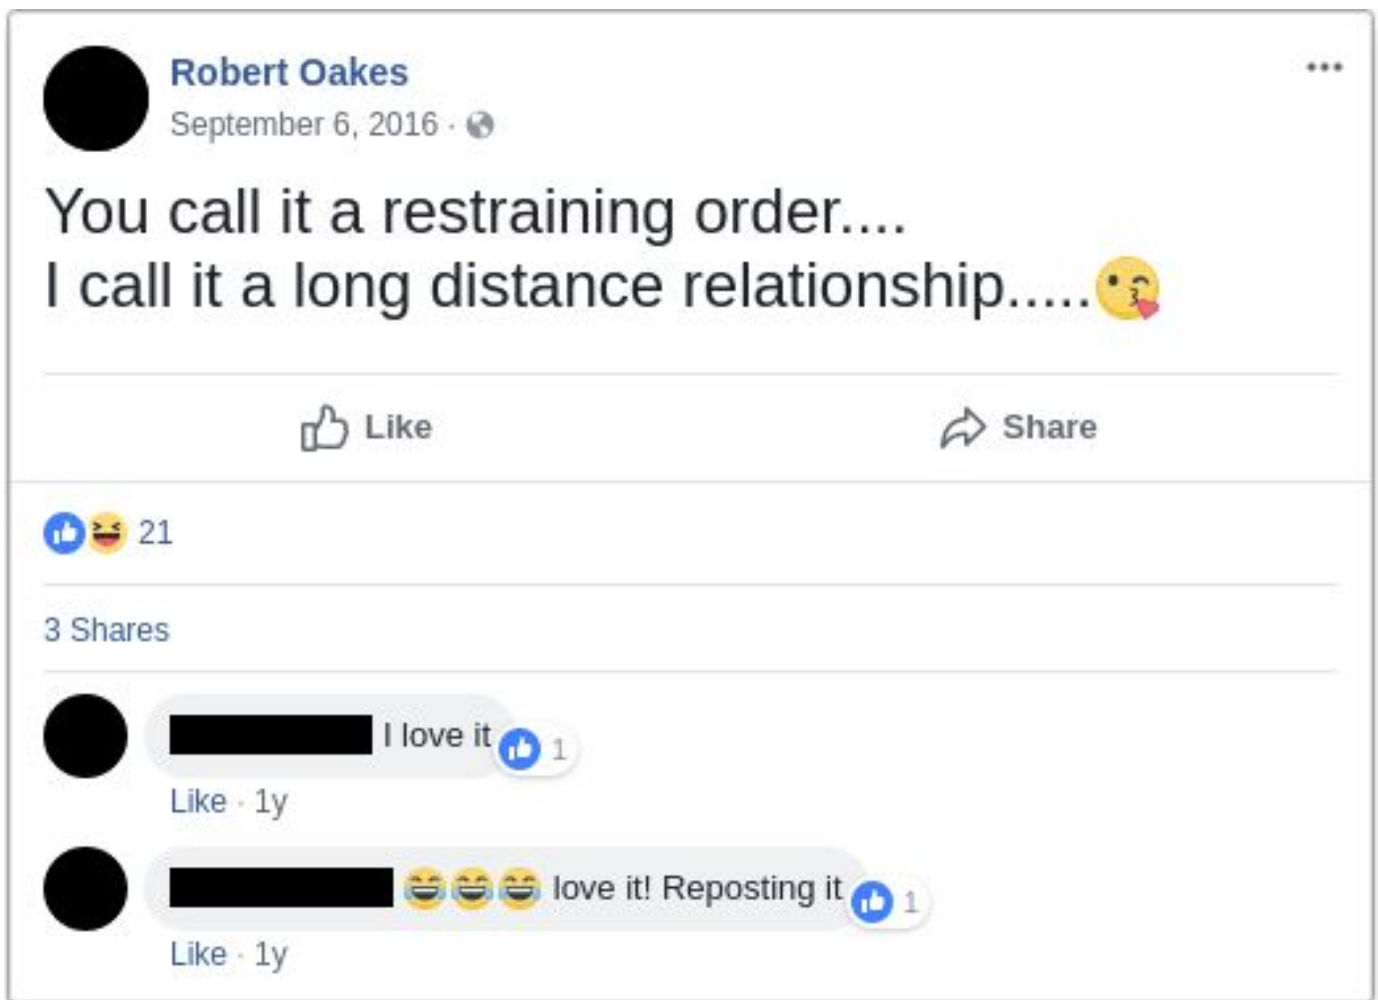 Robert Oakes
September 6, 2016 ·
You call it a restraining order....
I call it a long distance relationship.....😘
Like
Share
21
3 Shares
I love it 1
Like · 1y
😂😂😂 love it! Reposting it 1
Like · 1y